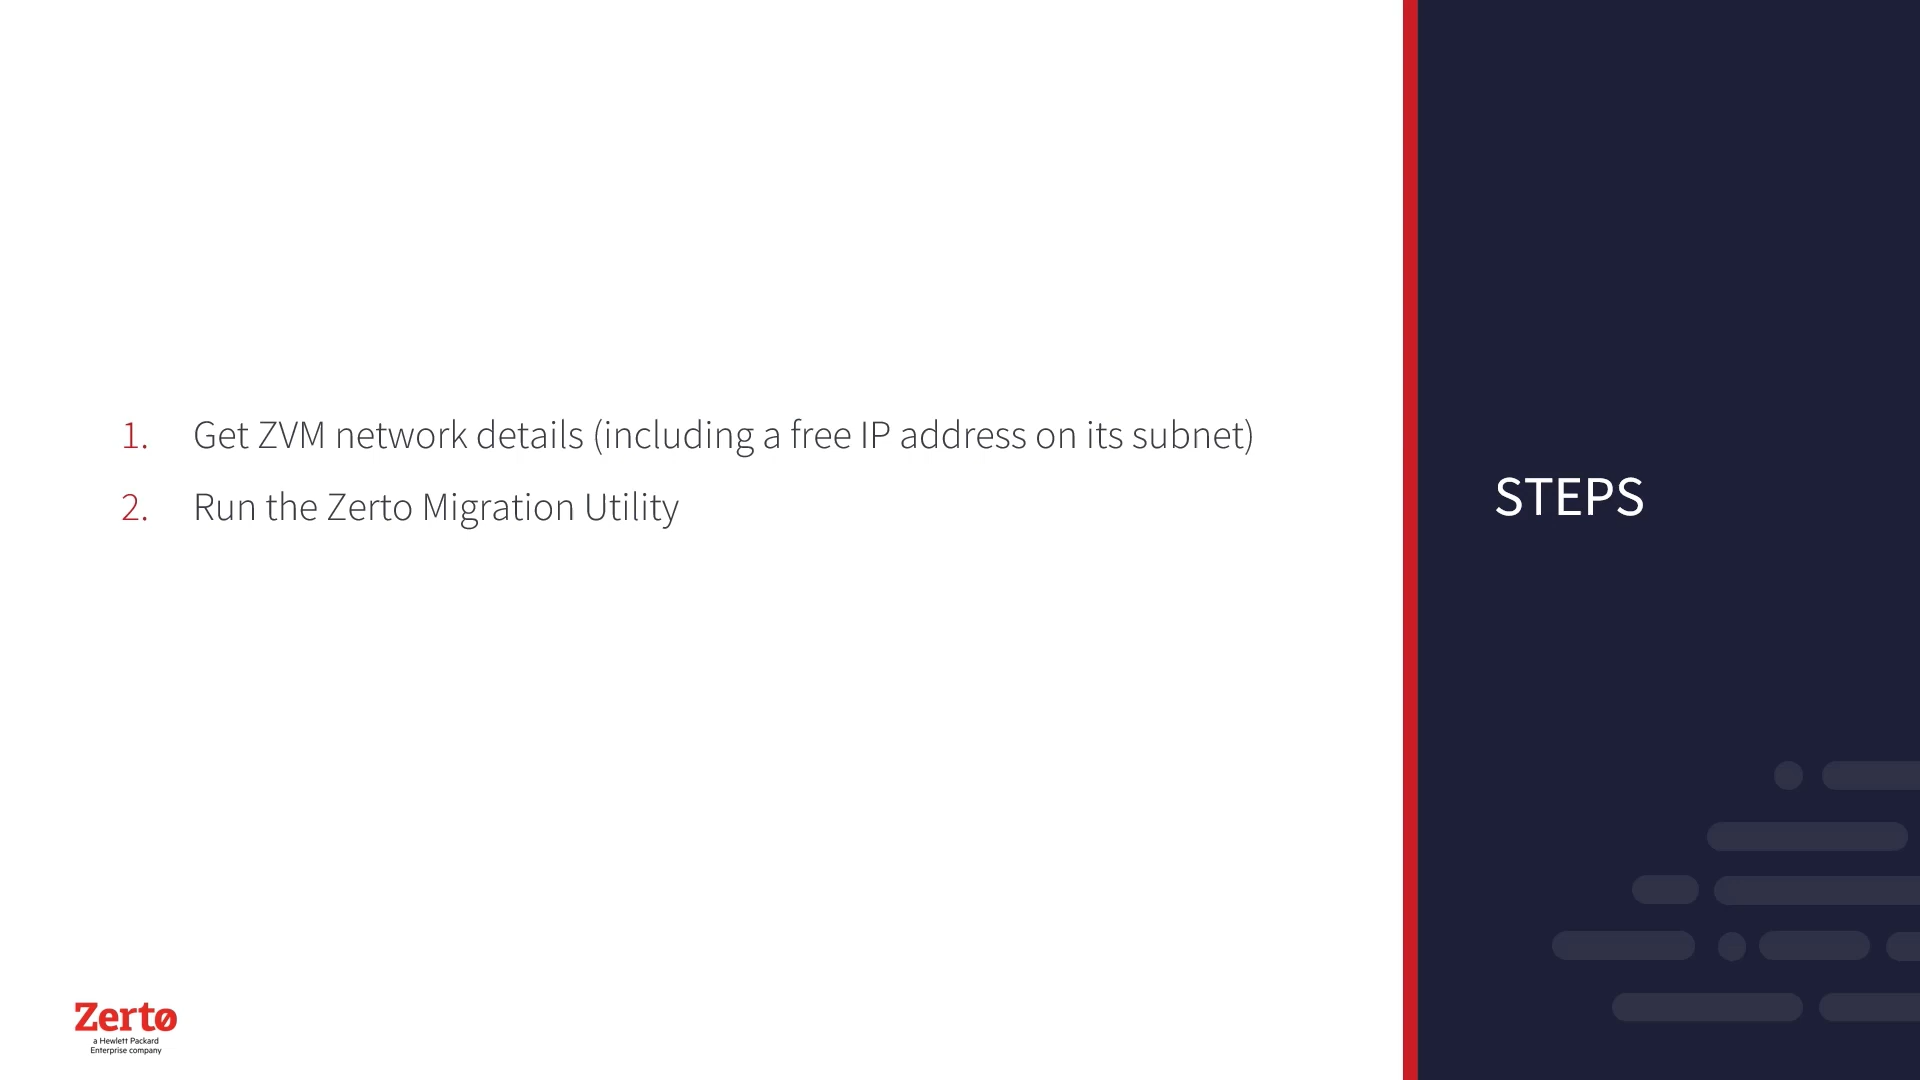 1. Get ZVM network details (including a free IP address on its subnet)
2. Run the Zerto Migration Utility
STEPS
Zerto
a Hewlett Packard
Enterprise company